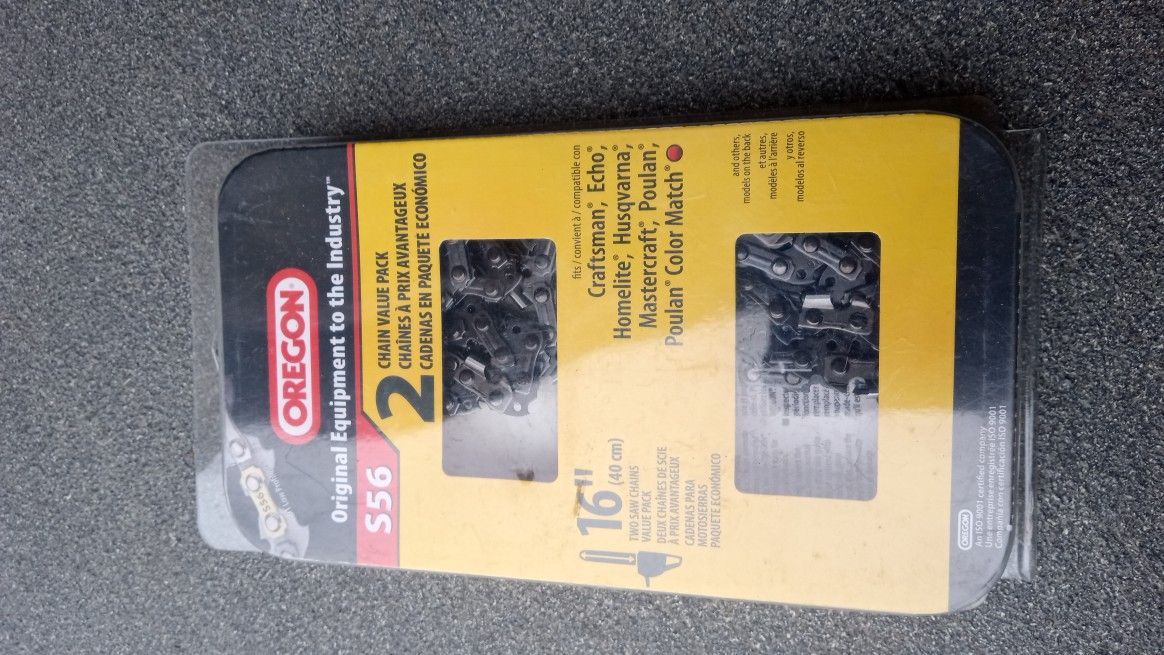 OREGON®
Original Equipment to the Industry™
S56
2
CHAIN VALUE PACK
CHAÎNES À PRIX AVANTAGEUX
CADENAS EN PAQUETE ECONÓMICO
fits / convient à / compatible con
Craftsman®, Echo®,
Homelite®, Husqvarna®,
Mastercraft®, Poulan®,
Poulan® Color Match®
and others,
models on the back
et autres,
modèles à l'arrière
y otros,
modelos al reverso
16" (40 cm)
TWO SAW CHAINS
VALUE PACK
DEUX CHAÎNES DE SCIE
À PRIX AVANTAGEUX
CADENAS PARA
MOTOSIERRAS
PAQUETE ECONÓMICO
OREGON
An ISO 9001 certified company
Une entreprise enregistrée ISO 9001
Compañía con certificación ISO 9001